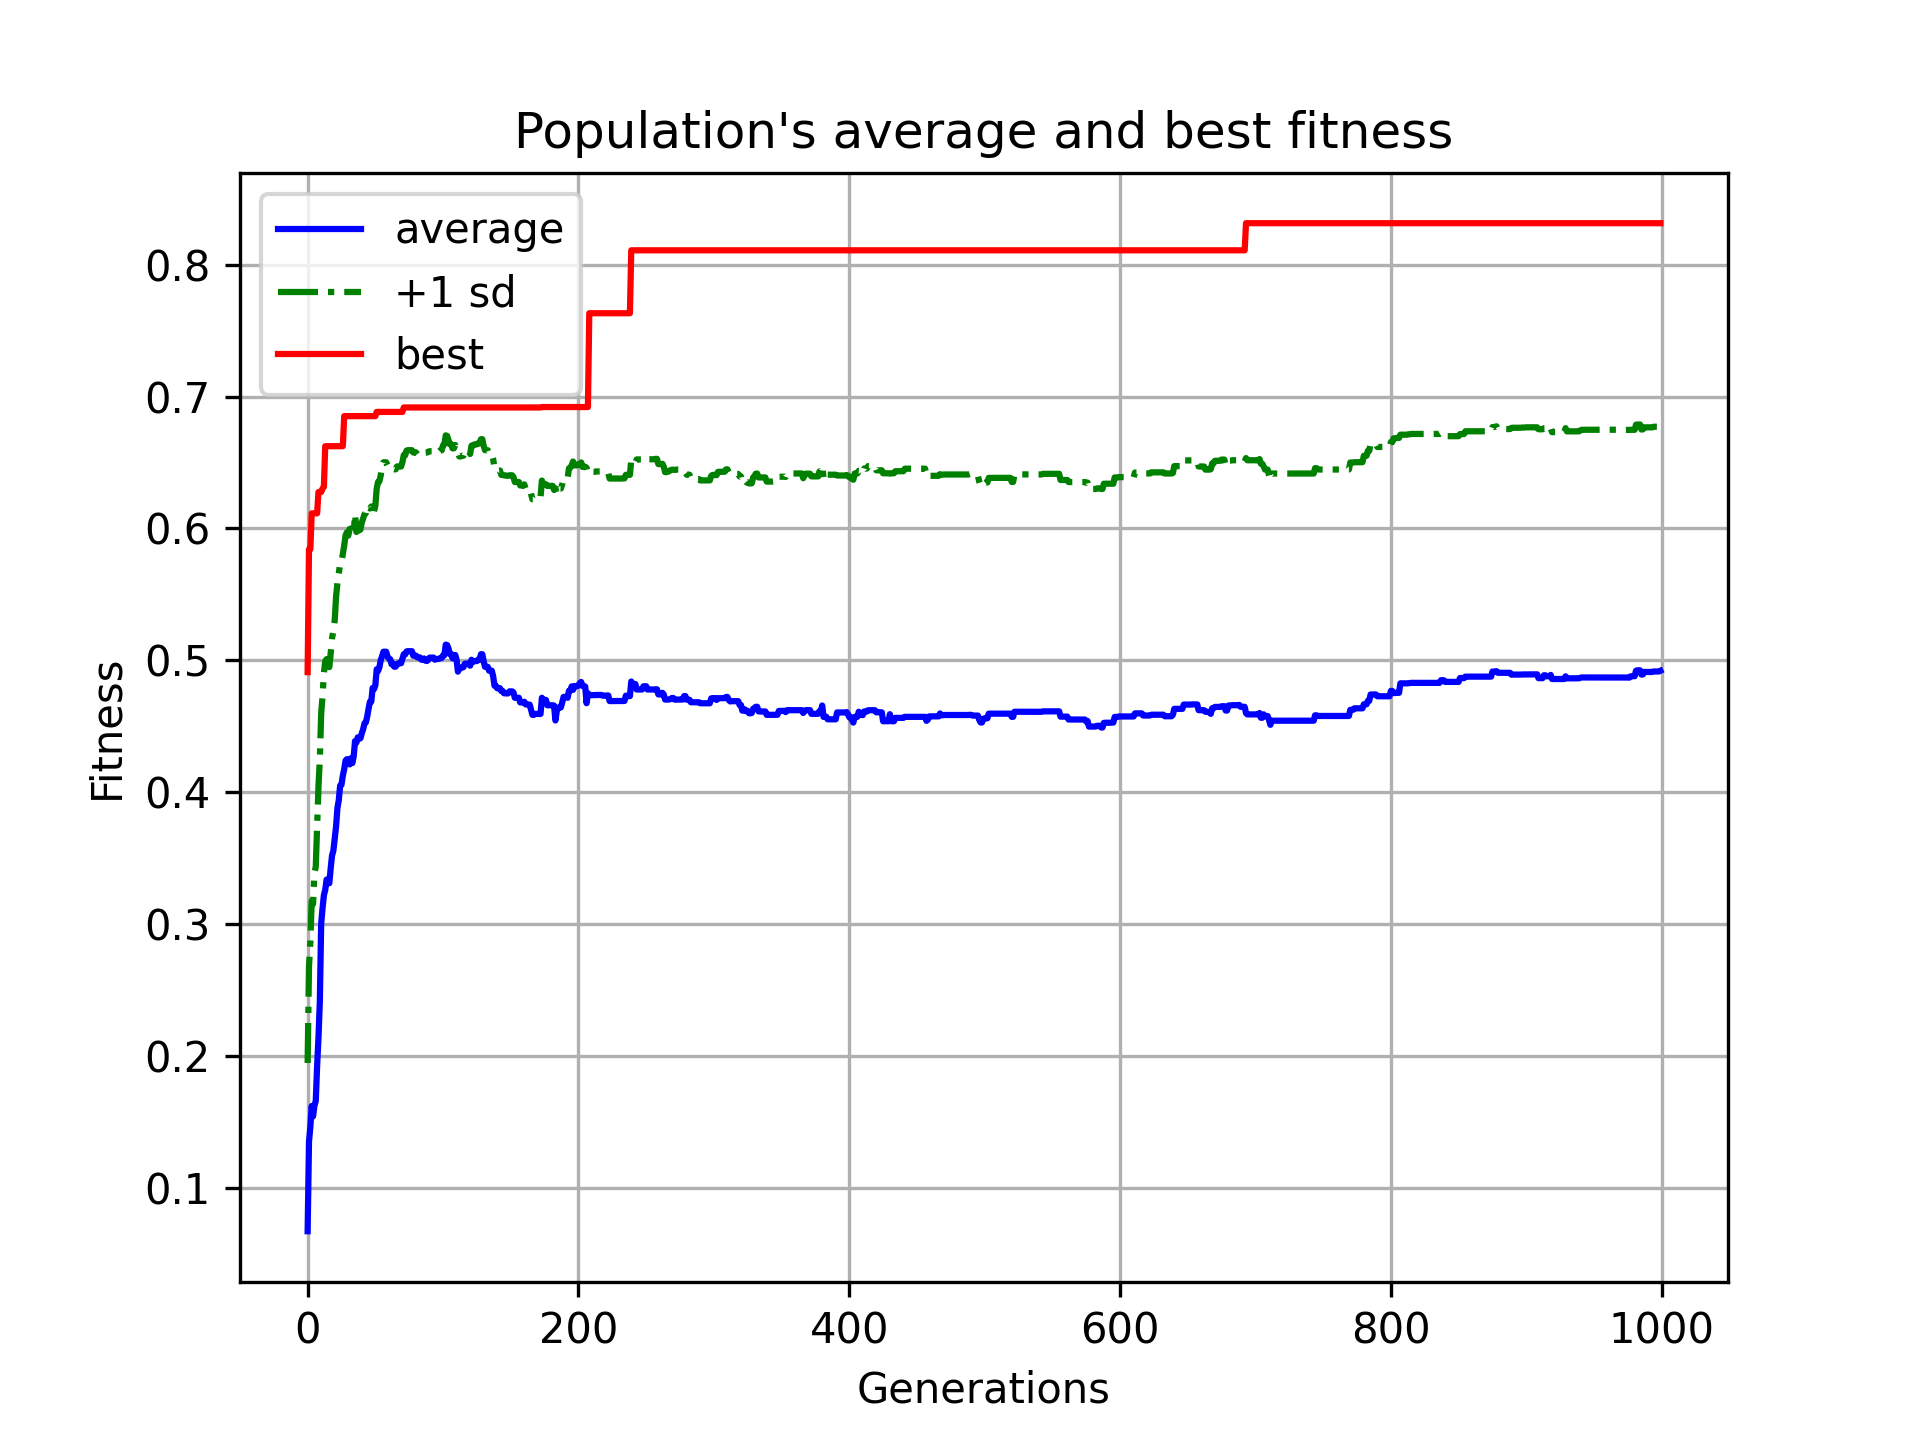 Population's average and best fitness
average
+1 sd
best
0.8
0.7
0.6
0.5
0.4
0.3
0.2
0.1
Fitness
0 200 400 600 800 1000
Generations